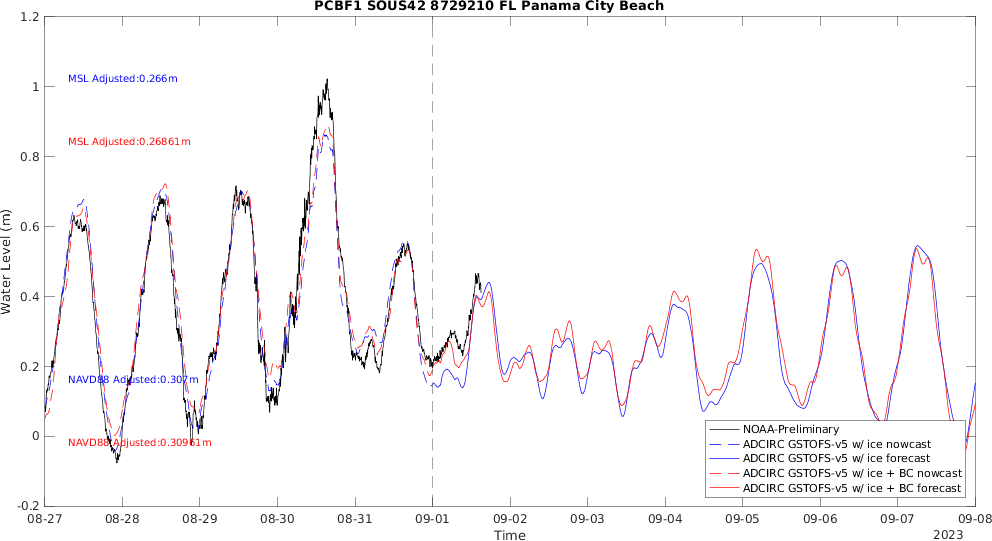 PCBF1 SOUS42 8729210 FL Panama City Beach
Water Level (m)
1.2
1
0.8
0.6
0.4
0.2
0
-0.2
MSL Adjusted:0.266m
MSL Adjusted:0.26861m
NAVD88 Adjusted:0.307m
NAVD88 Adjusted:0.30961m
NOAA-Preliminary
ADCIRC GSTOFS-v5 w/ ice nowcast
ADCIRC GSTOFS-v5 w/ ice forecast
ADCIRC GSTOFS-v5 w/ ice + BC nowcast
ADCIRC GSTOFS-v5 w/ ice + BC forecast
08-27 08-28 08-29 08-30 08-31 09-01 09-02 09-03 09-04 09-05 09-06 09-07 09-08
Time
2023